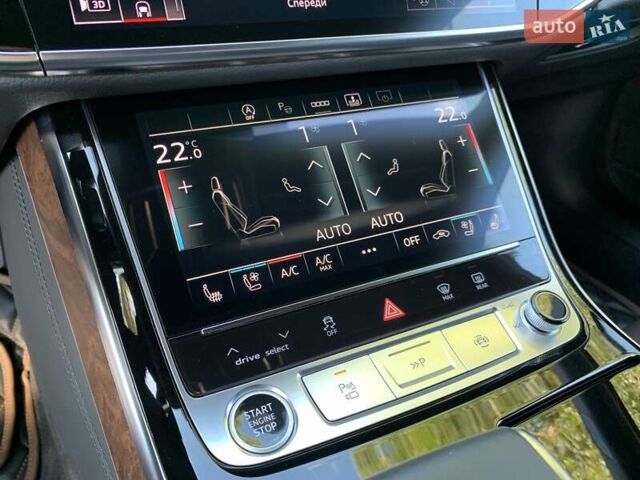 3D
Спереди
auto RIA
A OFF P
22.0 °C 1 1 22.0
+ +
− −
AUTO AUTO
A/C A/C MAX ••• OFF
drive select OFF MAX REAR
P >>P
START ENGINE STOP